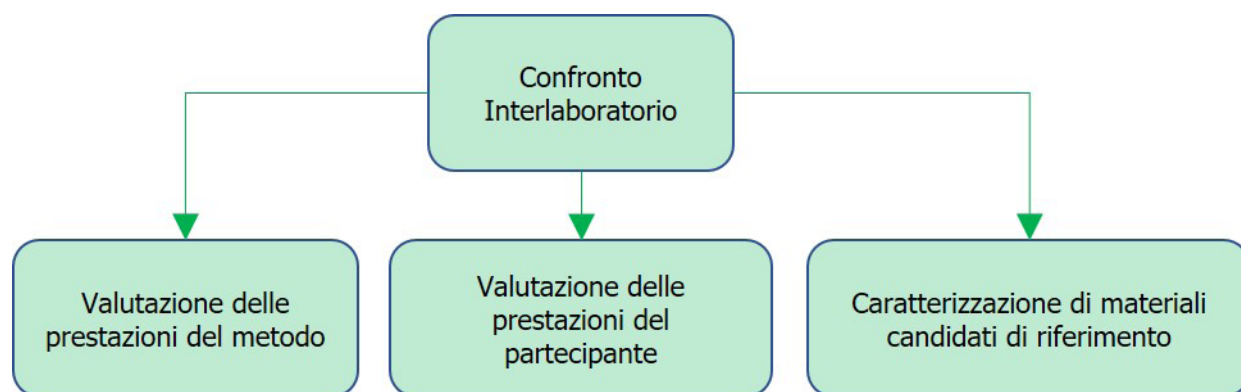 Confronto
Interlaboratorio
Valutazione delle
prestazioni del metodo
Valutazione delle
prestazioni del
partecipante
Caratterizzazione di materiali
candidati di riferimento